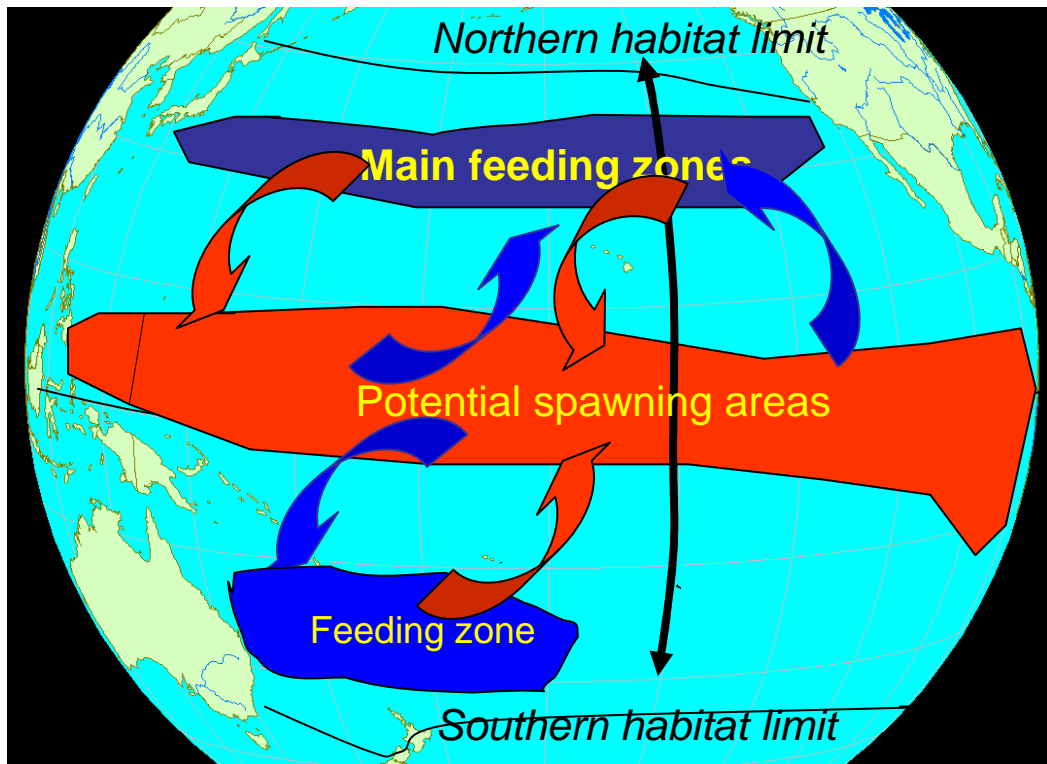 Northern habitat limit
Main feeding zones
Potential spawning areas
Feeding zone
Southern habitat limit